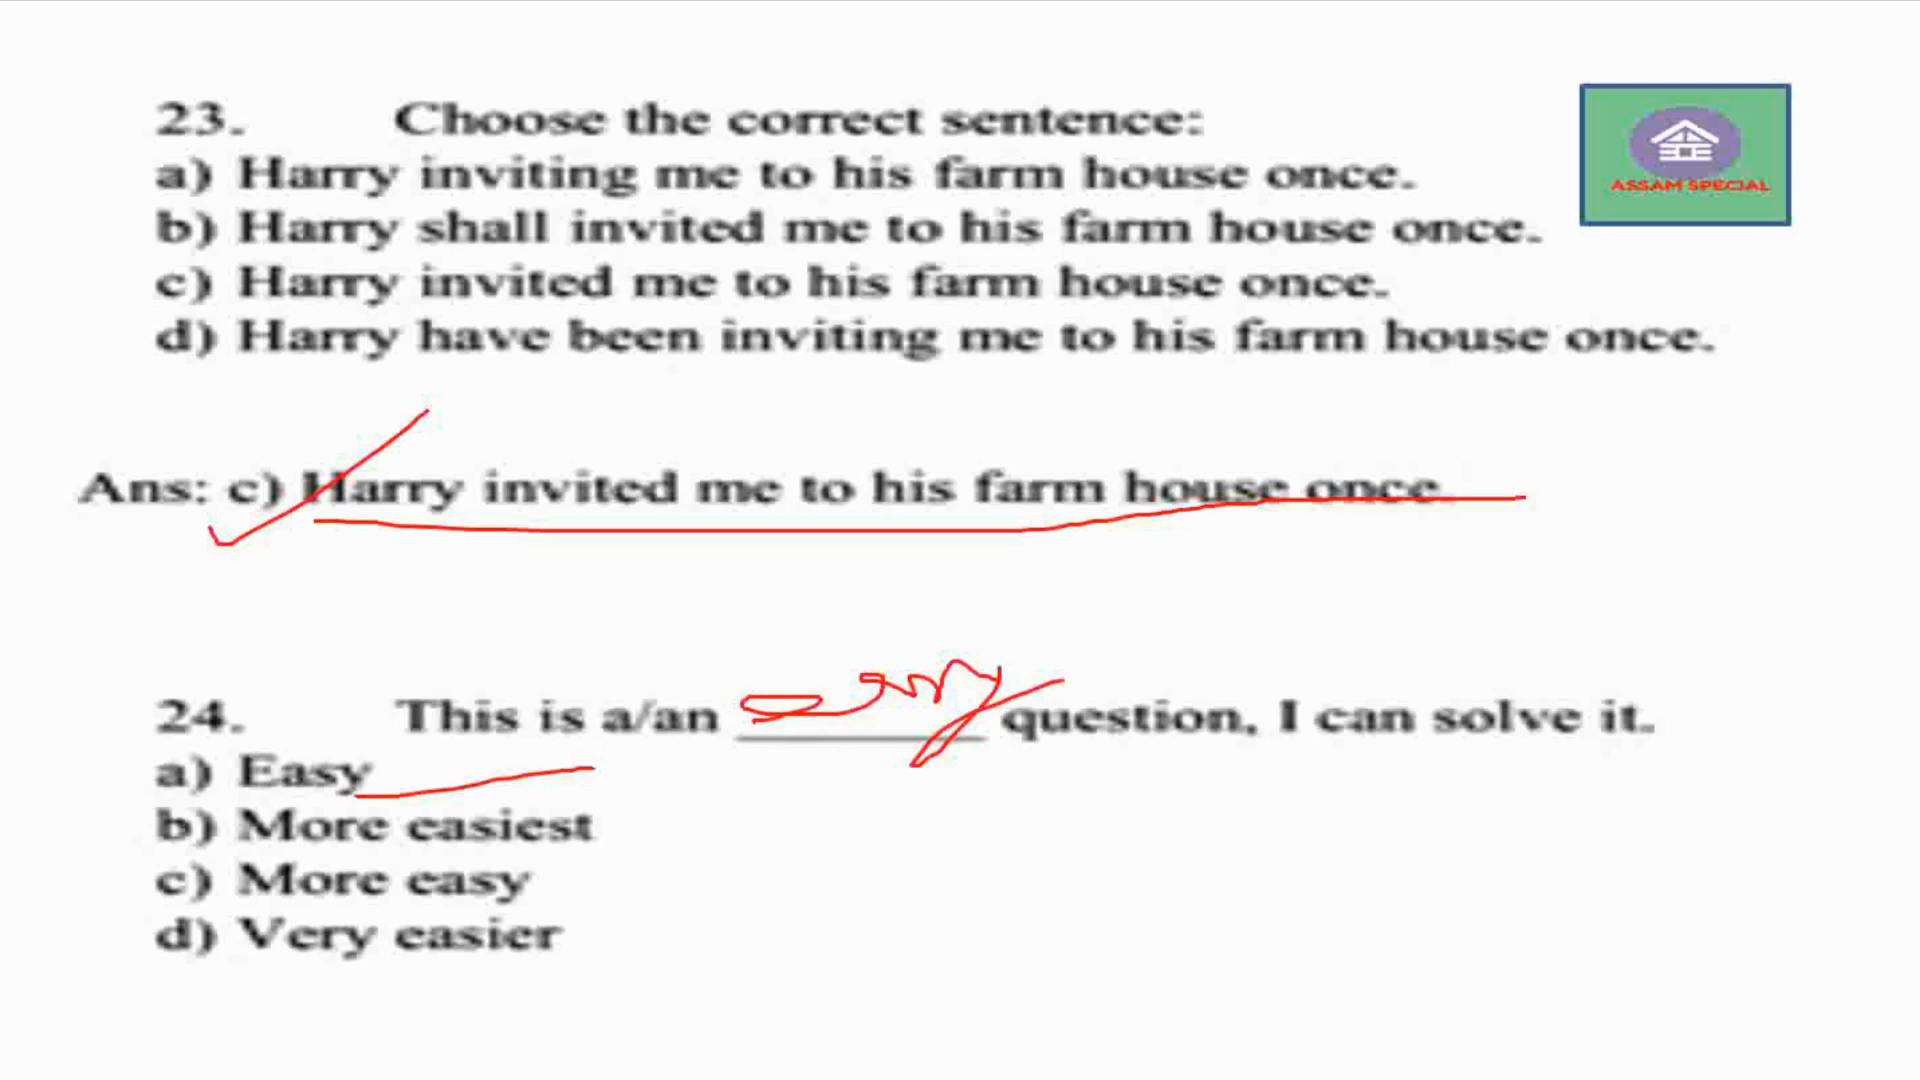 23. Choose the correct sentence:
a) Harry inviting me to his farm house once.
b) Harry shall invited me to his farm house once.
c) Harry invited me to his farm house once.
d) Harry have been inviting me to his farm house once.
ASSAM SPECIAL
Ans: c) Harry invited me to his farm house once.
24. This is a/an easy question, I can solve it.
a) Easy
b) More easiest
c) More easy
d) Very easier